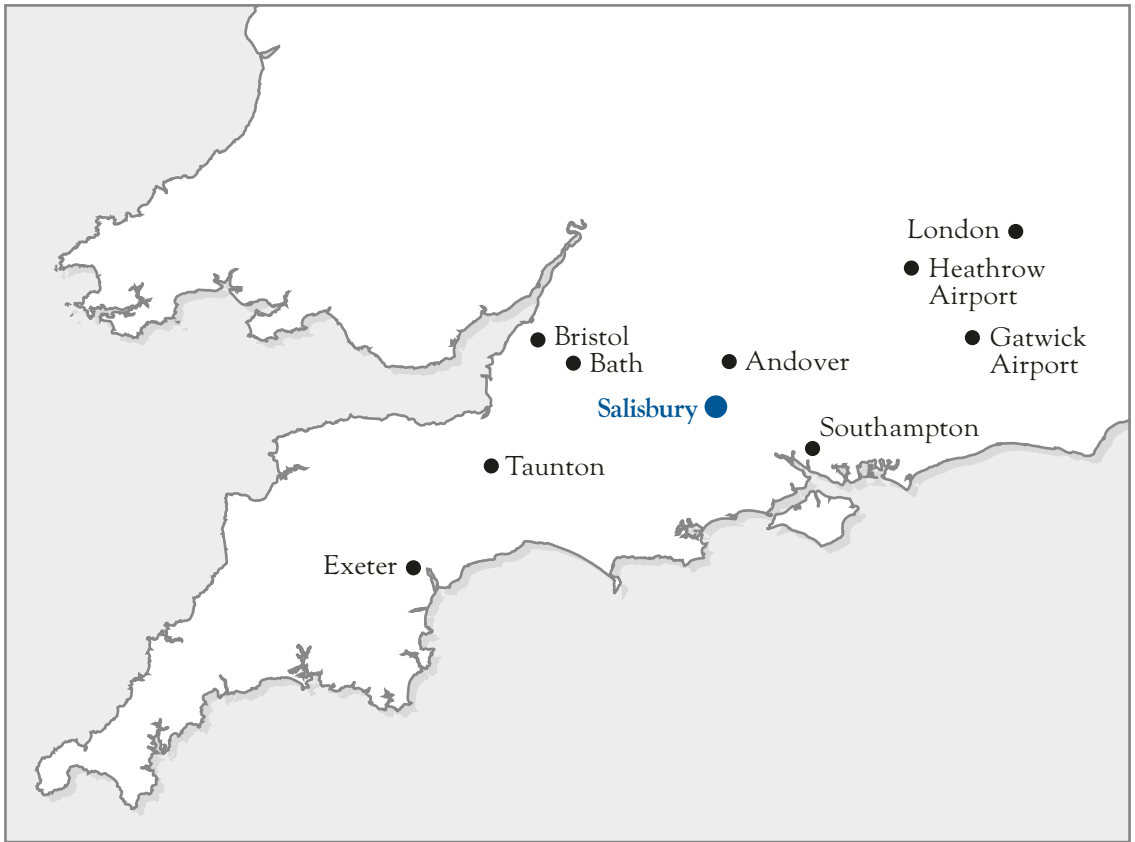 London
Heathrow
Airport
Bristol
Gatwick
Airport
Bath
Andover
Salisbury
Southampton
Taunton
Exeter